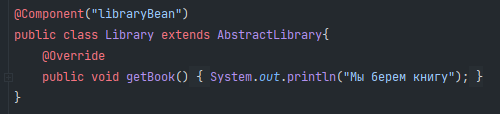 @Component("libraryBean")
public class Library extends AbstractLibrary{
@Override
public void getBook() { System.out.println("Мы берем книгу"); }
}